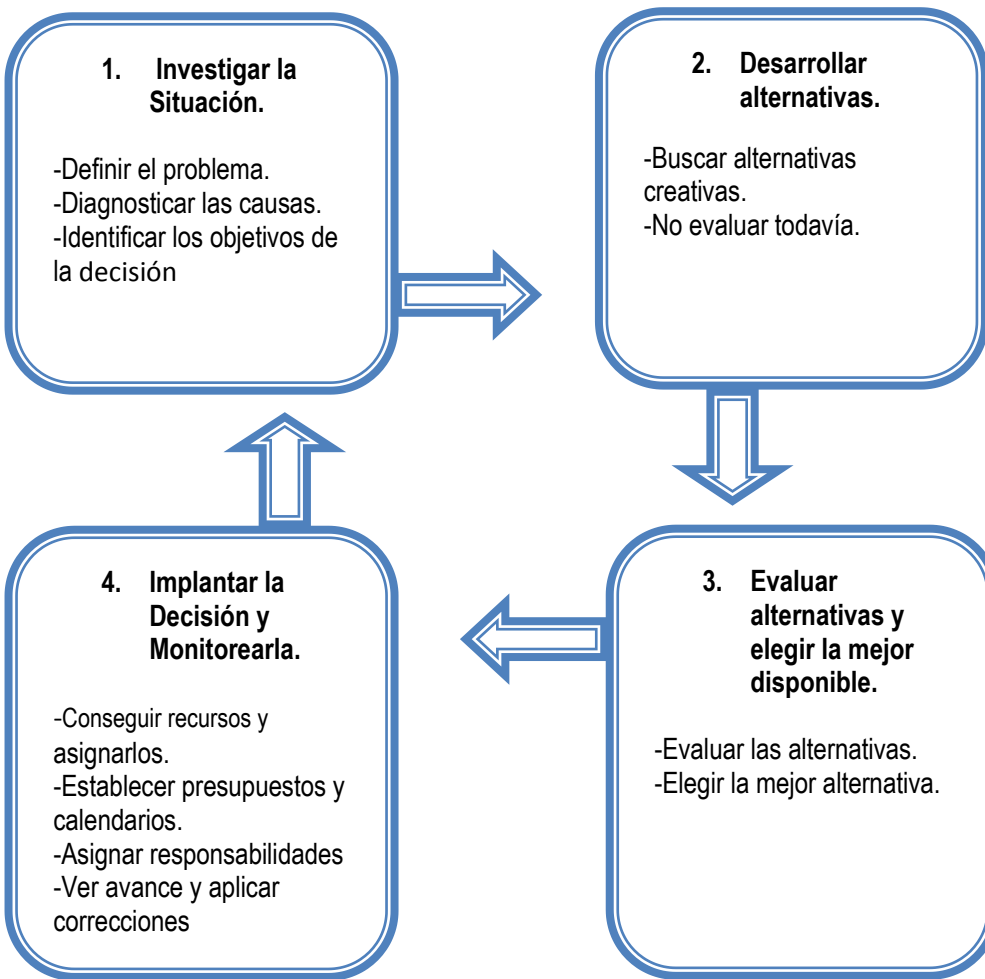 1. Investigar la
Situación.
-Definir el problema.
-Diagnosticar las causas.
-Identificar los objetivos de
la decisión
2. Desarrollar
alternativas.
-Buscar alternativas
creativas.
-No evaluar todavía.
3. Evaluar
alternativas y
elegir la mejor
disponible.
-Evaluar las alternativas.
-Elegir la mejor alternativa.
4. Implantar la
Decisión y
Monitorearla.
-Conseguir recursos y
asignarlos.
-Establecer presupuestos y
calendarios.
-Asignar responsabilidades
-Ver avance y aplicar
correcciones